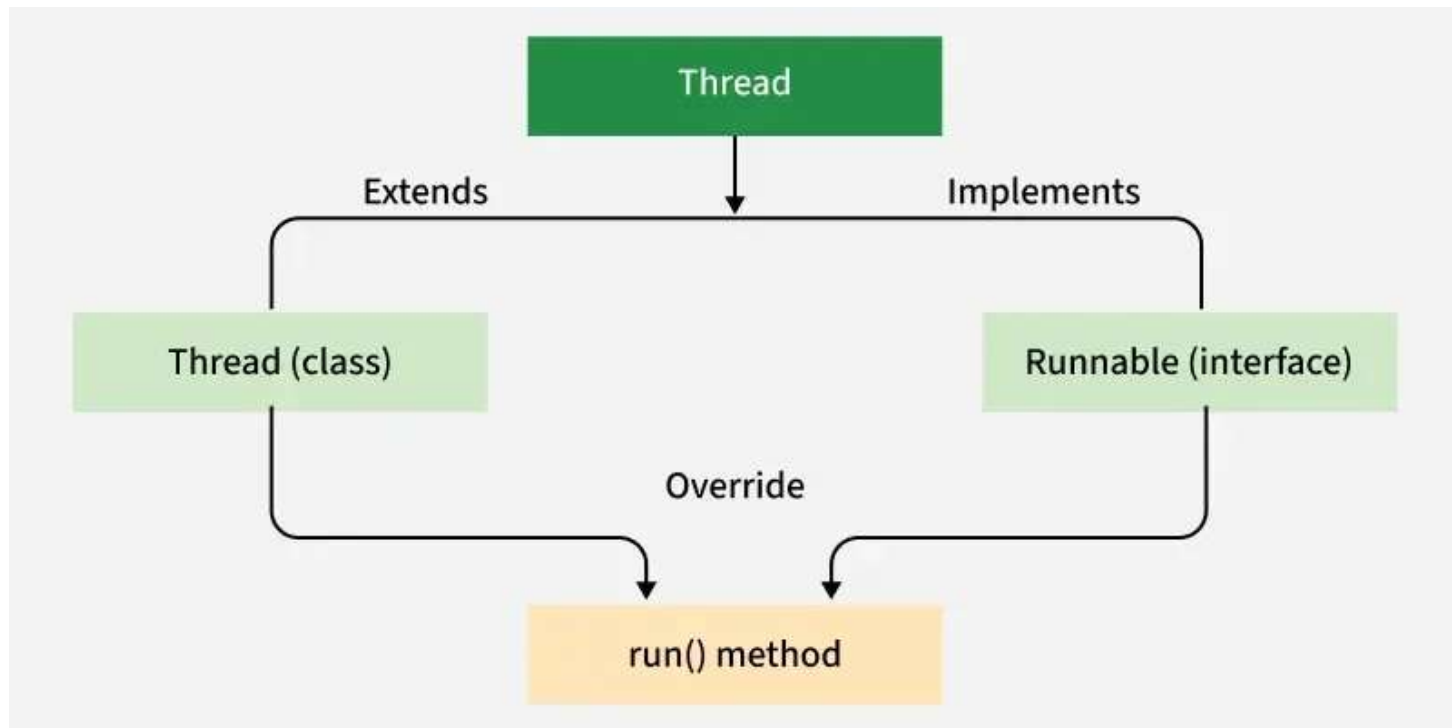 Thread
Extends
Implements
Thread (class)
Runnable (interface)
Override
run() method